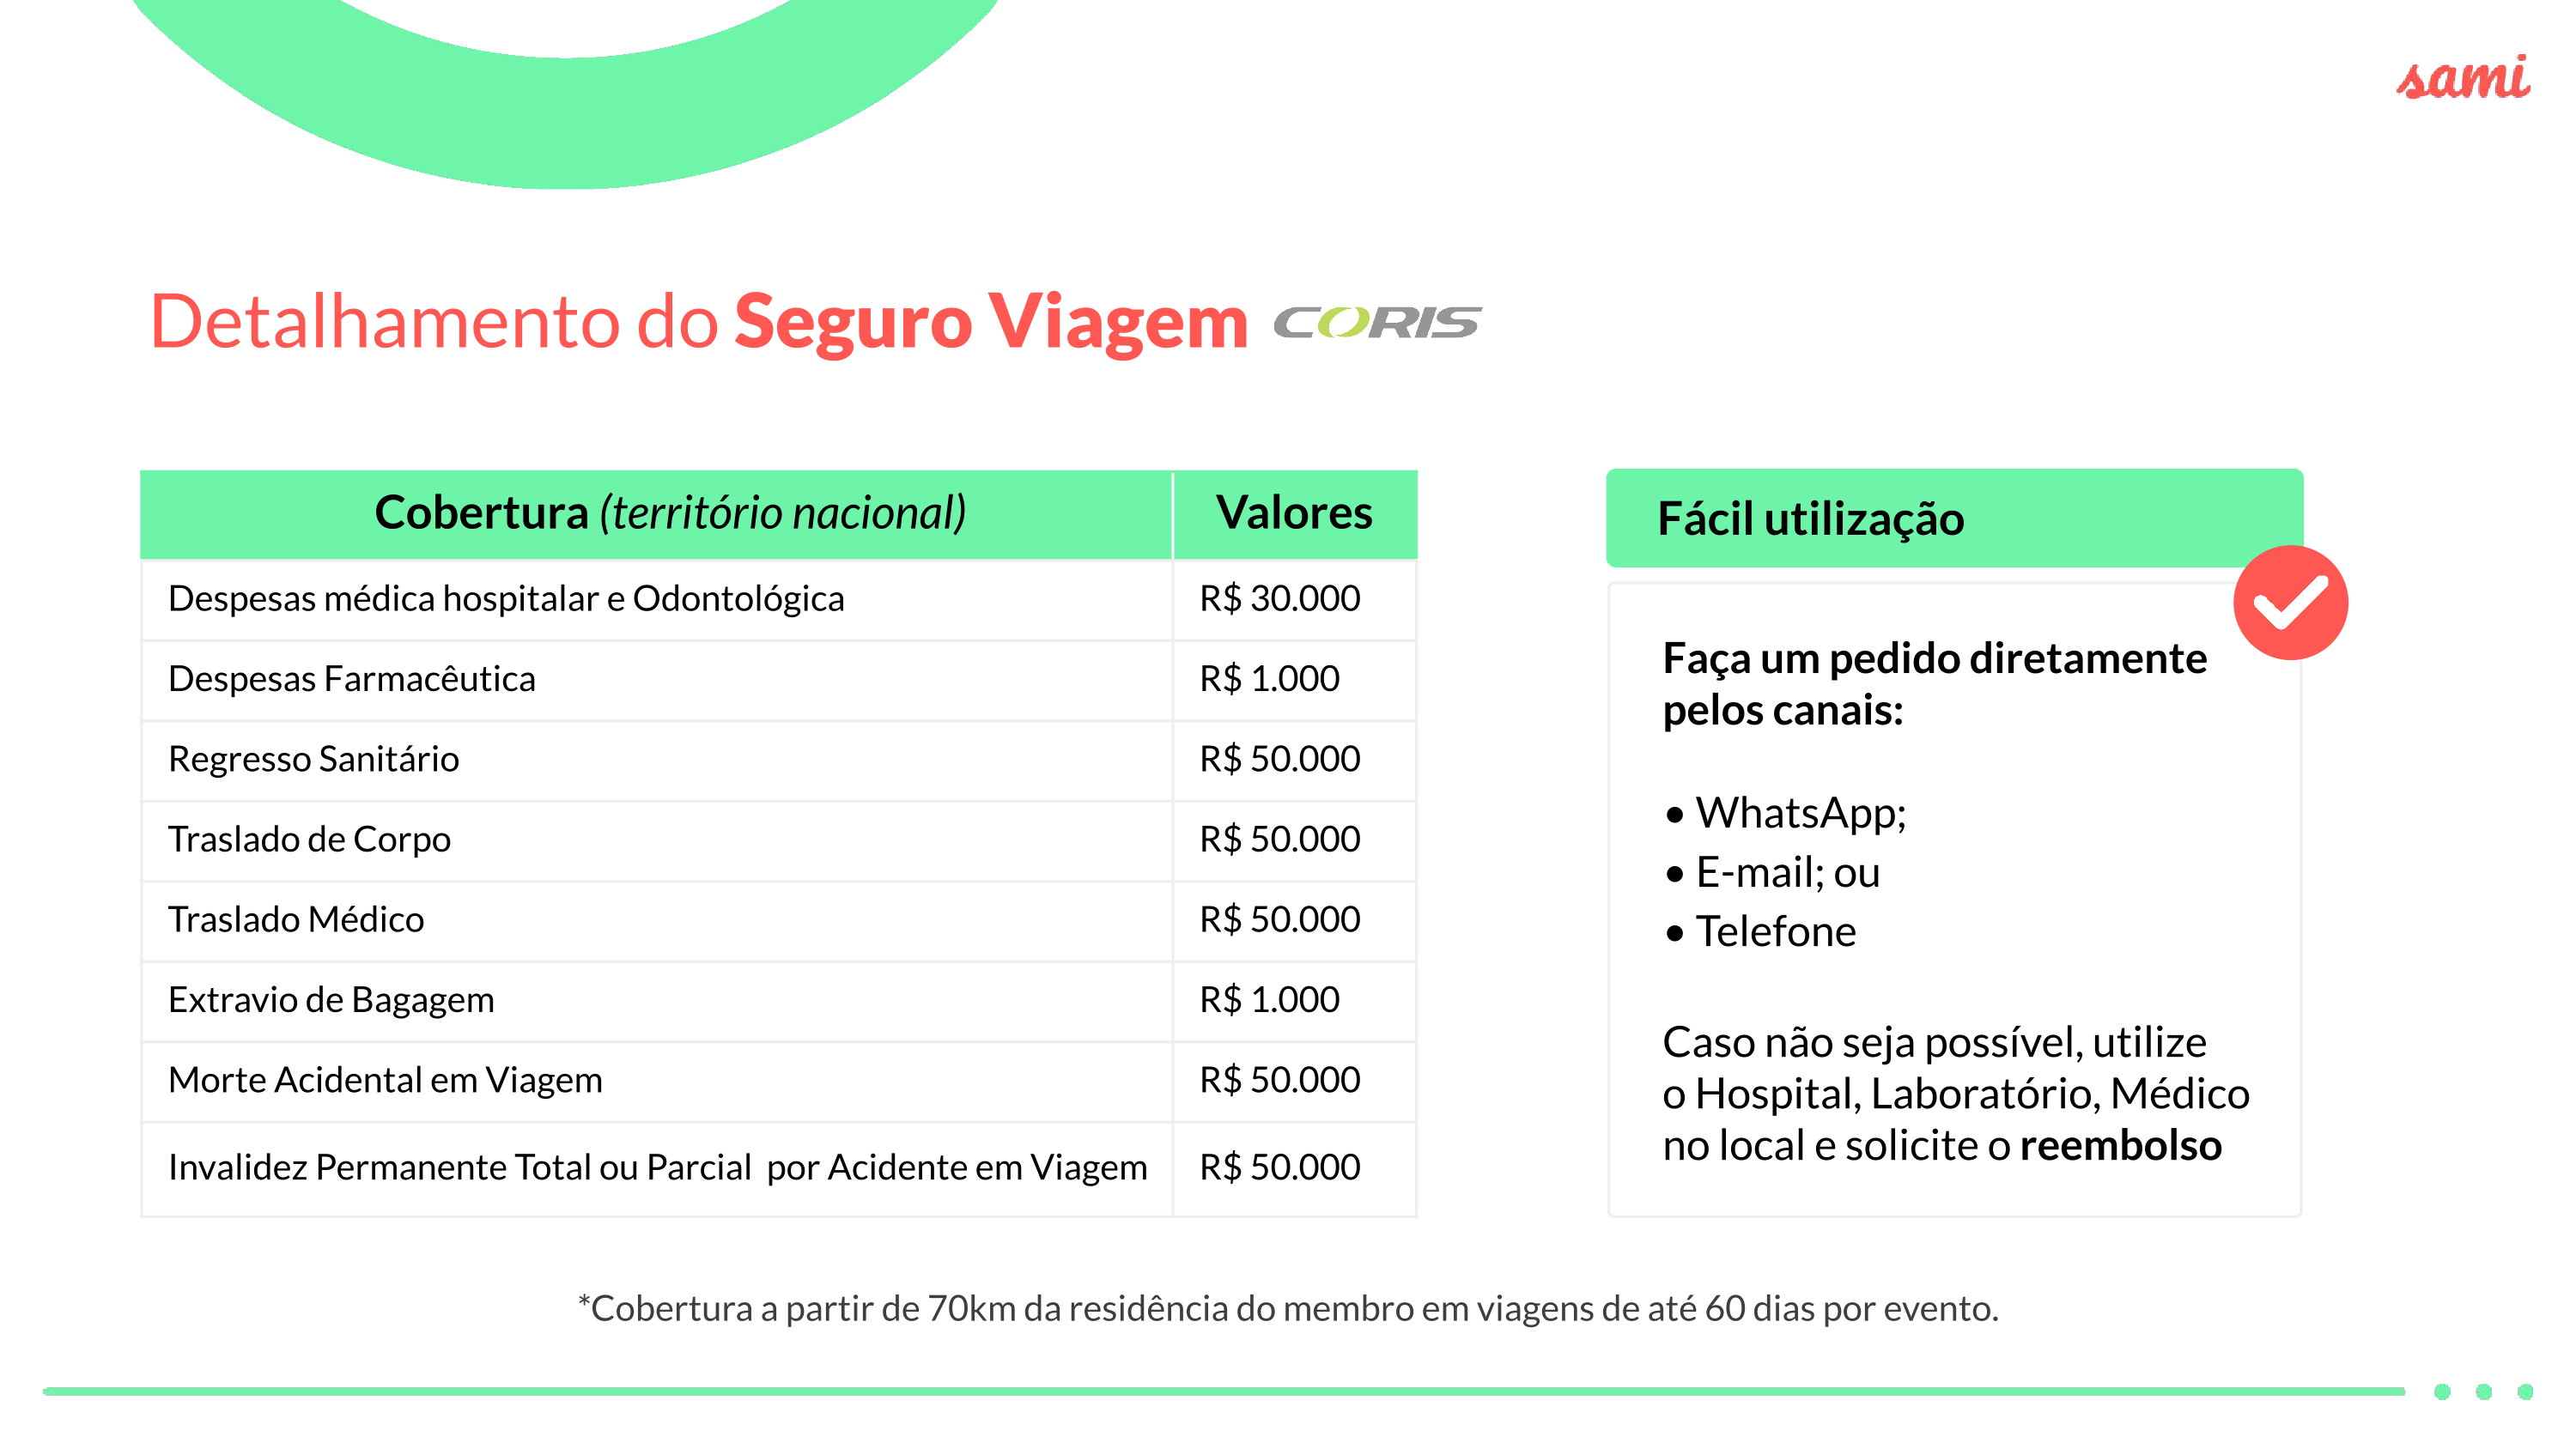 sami
Detalhamento do Seguro Viagem CORIS
Cobertura (território nacional) Valores
Despesas médica hospitalar e Odontológica R$ 30.000
Despesas Farmacêutica R$ 1.000
Regresso Sanitário R$ 50.000
Traslado de Corpo R$ 50.000
Traslado Médico R$ 50.000
Extravio de Bagagem R$ 1.000
Morte Acidental em Viagem R$ 50.000
Invalidez Permanente Total ou Parcial por Acidente em Viagem R$ 50.000
Fácil utilização
Faça um pedido diretamente
pelos canais:
• WhatsApp;
• E-mail; ou
• Telefone
Caso não seja possível, utilize
o Hospital, Laboratório, Médico
no local e solicite o reembolso
*Cobertura a partir de 70km da residência do membro em viagens de até 60 dias por evento.